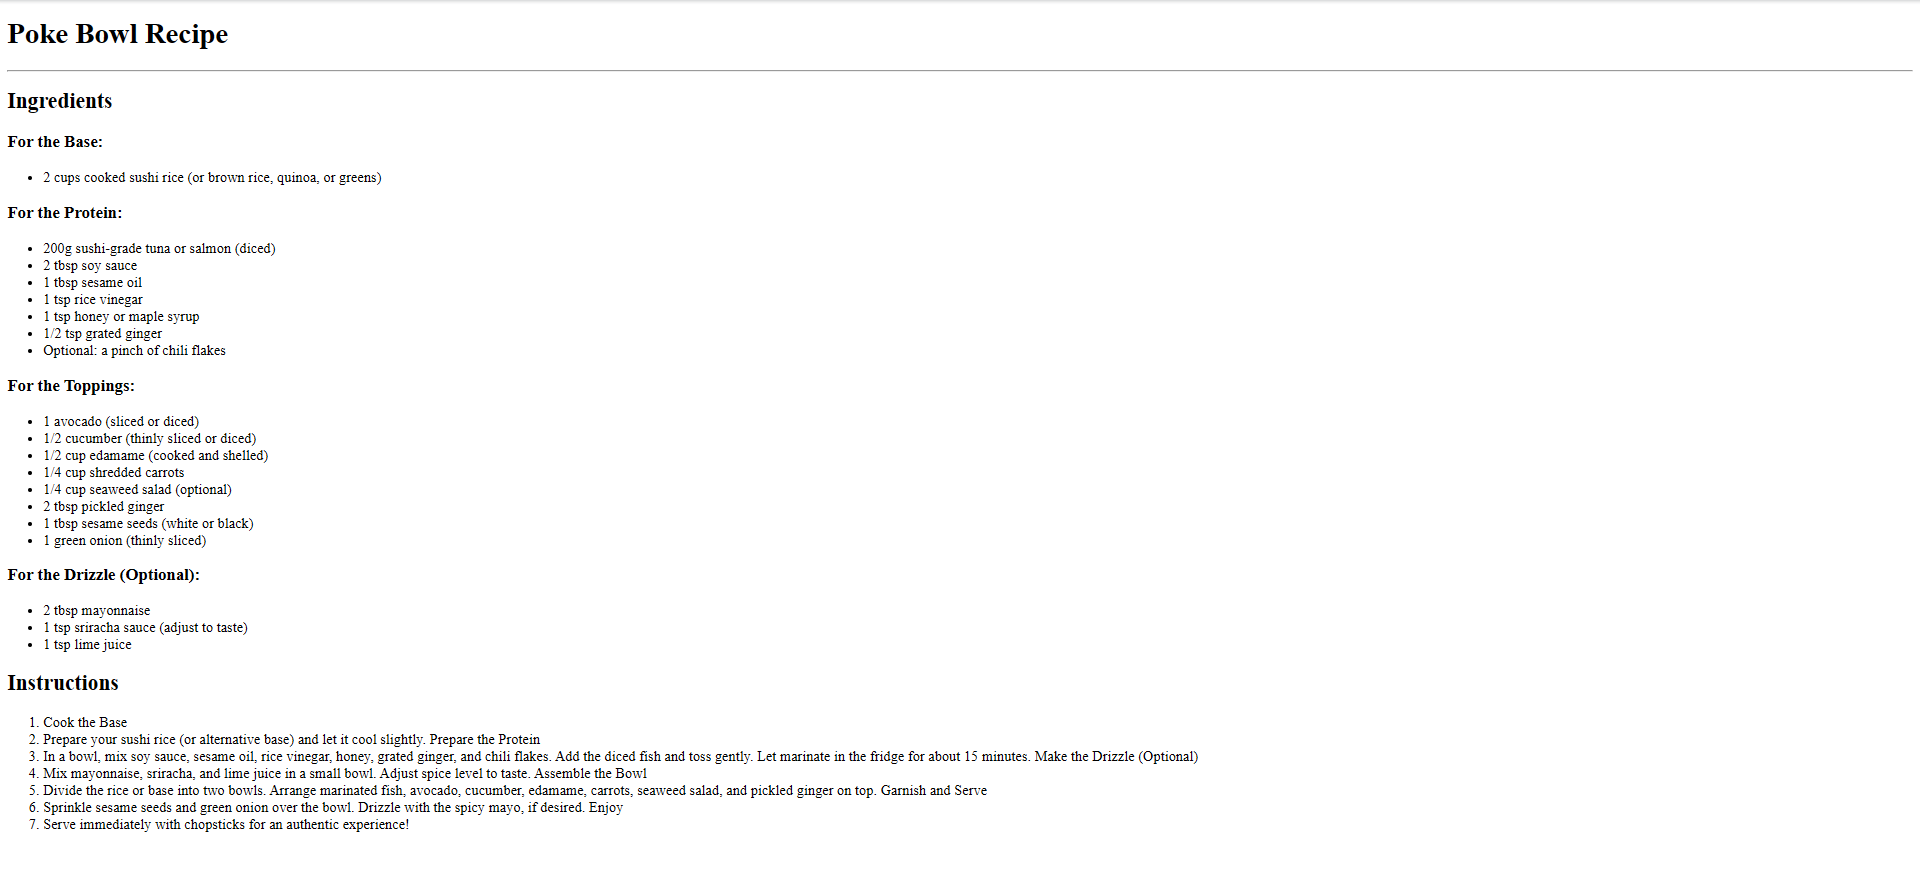 Poke Bowl Recipe
Ingredients
For the Base:
• 2 cups cooked sushi rice (or brown rice, quinoa, or greens)
For the Protein:
• 200g sushi-grade tuna or salmon (diced)
• 2 tbsp soy sauce
• 1 tbsp sesame oil
• 1 tsp rice vinegar
• 1 tsp honey or maple syrup
• 1/2 tsp grated ginger
• Optional: a pinch of chili flakes
For the Toppings:
• 1 avocado (sliced or diced)
• 1/2 cucumber (thinly sliced or diced)
• 1/2 cup edamame (cooked and shelled)
• 1/4 cup shredded carrots
• 1/4 cup seaweed salad (optional)
• 2 tbsp pickled ginger
• 1 tbsp sesame seeds (white or black)
• 1 green onion (thinly sliced)
For the Drizzle (Optional):
• 2 tbsp mayonnaise
• 1 tsp sriracha sauce (adjust to taste)
• 1 tsp lime juice
Instructions
1. Cook the Base
2. Prepare your sushi rice (or alternative base) and let it cool slightly. Prepare the Protein
3. In a bowl, mix soy sauce, sesame oil, rice vinegar, honey, grated ginger, and chili flakes. Add the diced fish and toss gently. Let marinate in the fridge for about 15 minutes. Make the Drizzle (Optional)
4. Mix mayonnaise, sriracha, and lime juice in a small bowl. Adjust spice level to taste. Assemble the Bowl
5. Divide the rice or base into two bowls. Arrange marinated fish, avocado, cucumber, edamame, carrots, seaweed salad, and pickled ginger on top. Garnish and Serve
6. Sprinkle sesame seeds and green onion over the bowl. Drizzle with the spicy mayo, if desired. Enjoy
7. Serve immediately with chopsticks for an authentic experience!